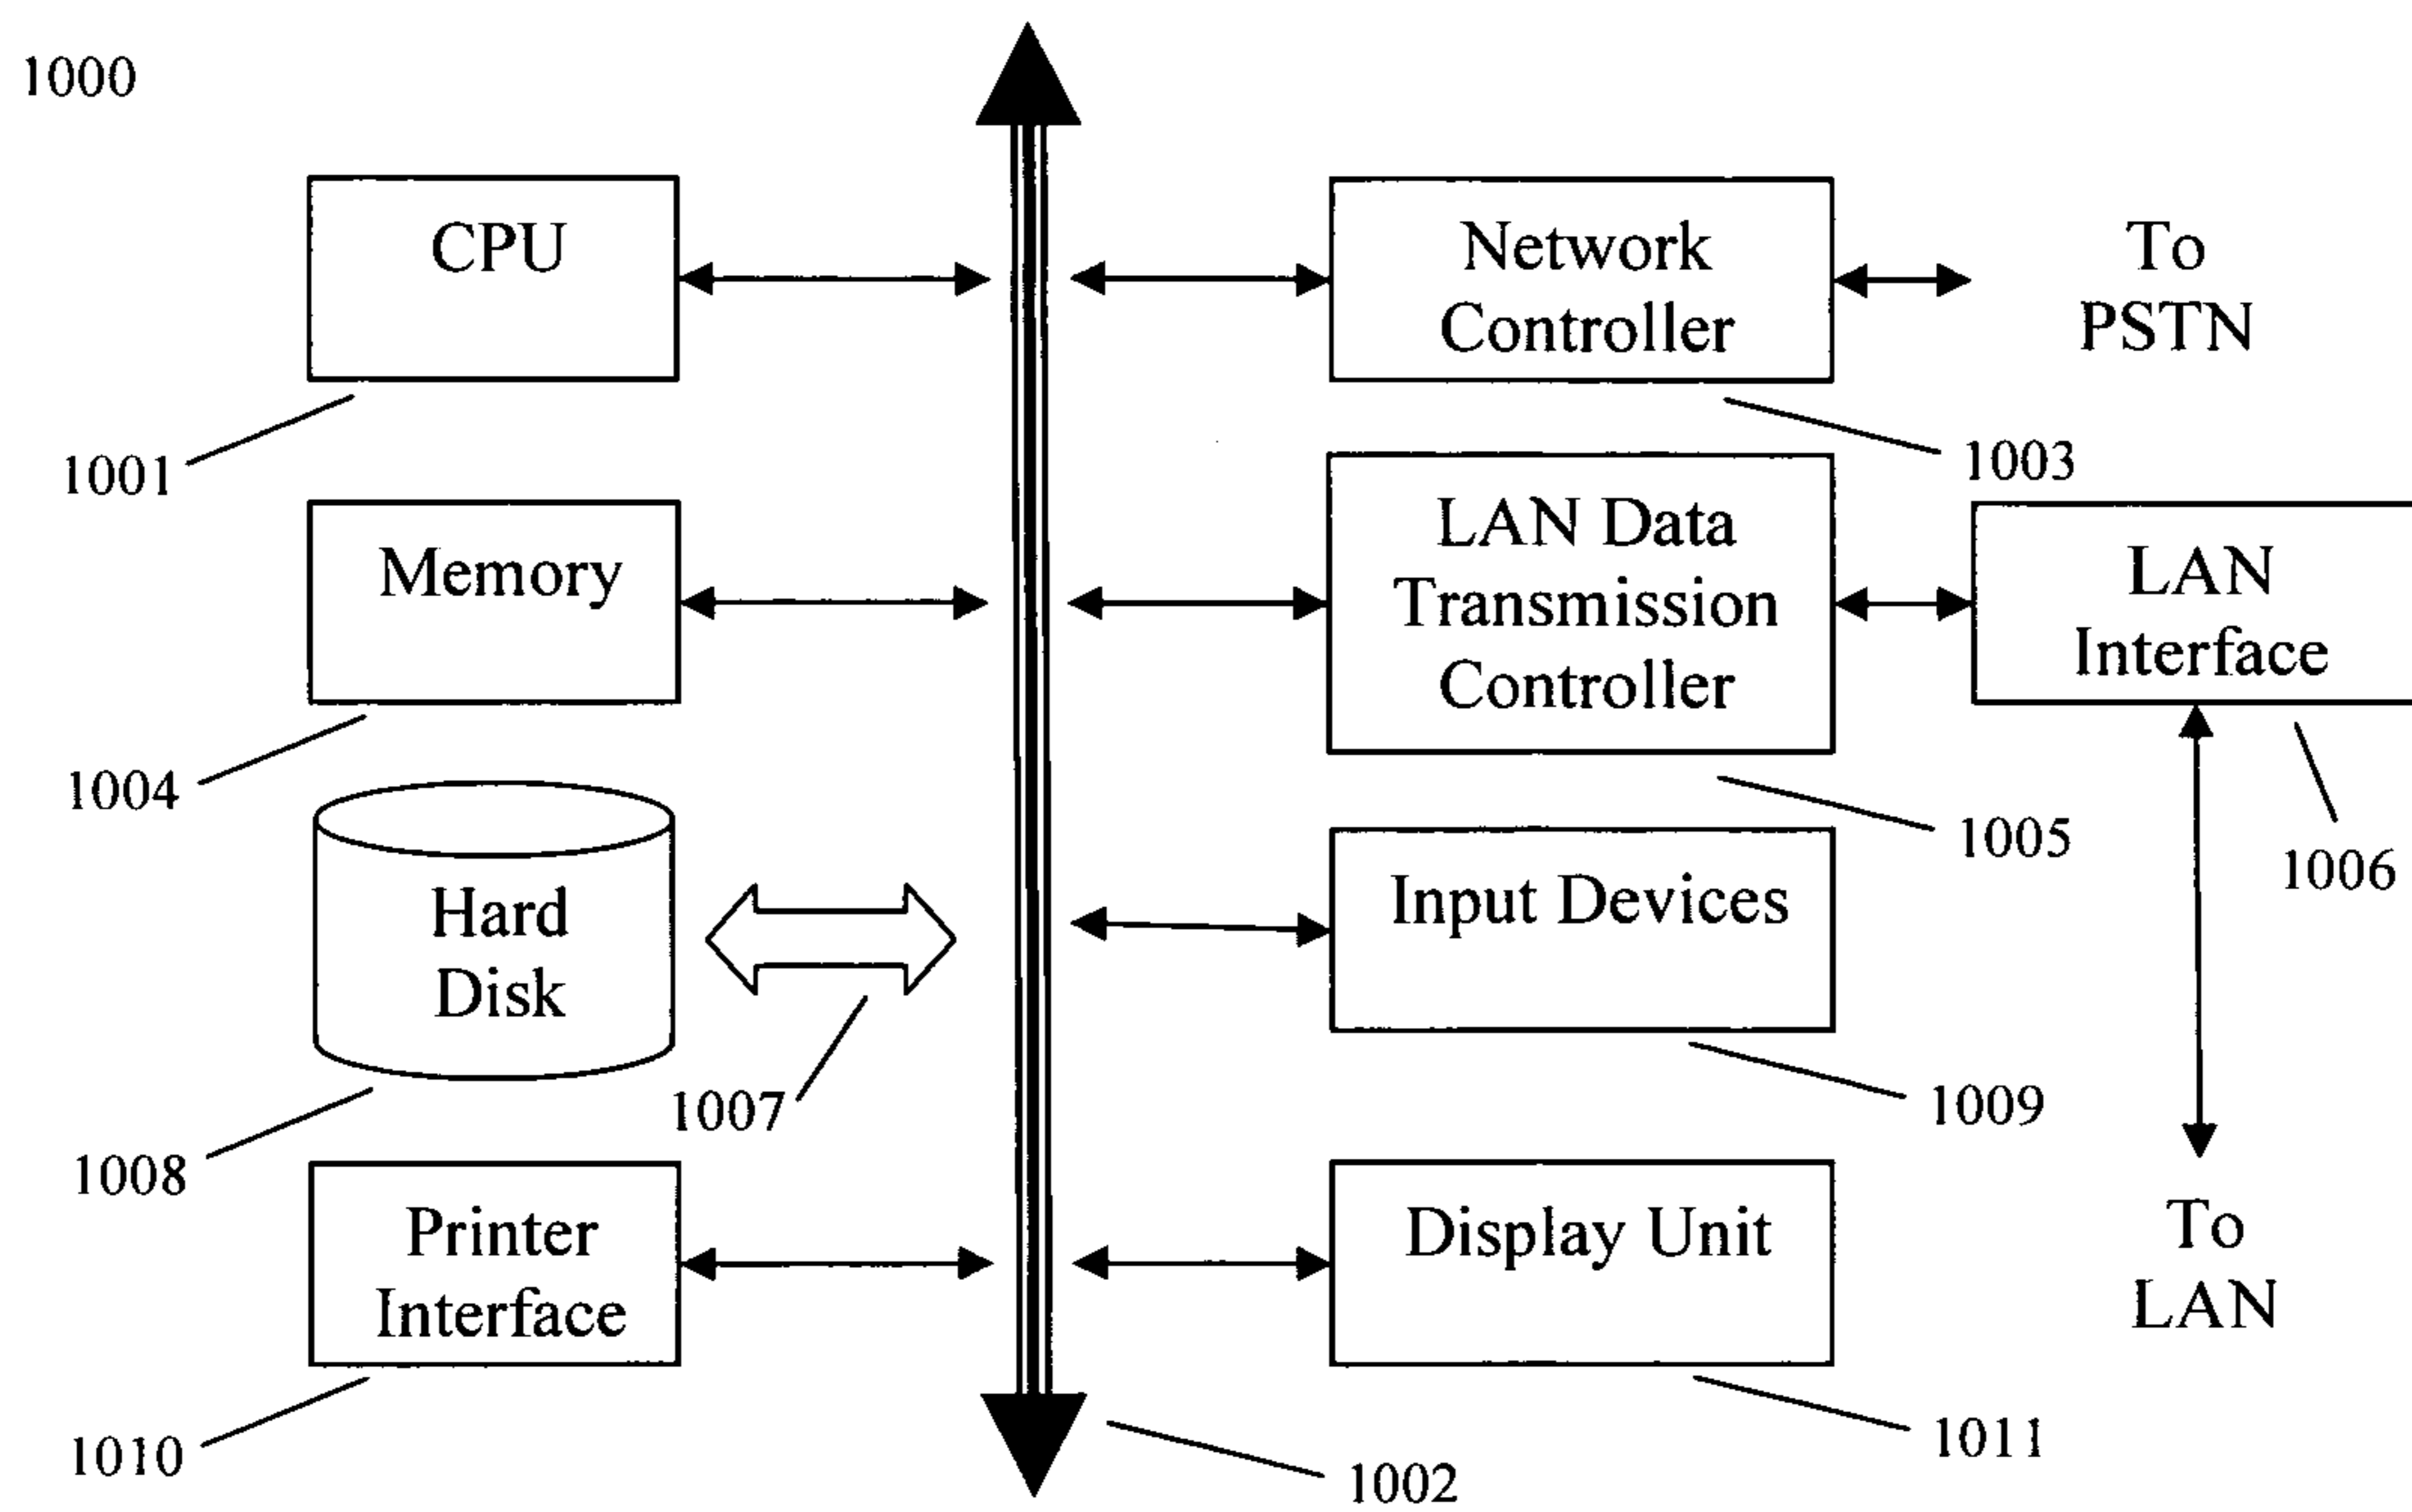 1000
CPU
Network
Controller
To
PSTN
1001
1003
Memory
LAN Data
Transmission
Controller
LAN
Interface
1004
1005
1006
Hard
Disk
1007
Input Devices
1009
1008
Printer
Interface
Display Unit
To
LAN
1010
1011
1002